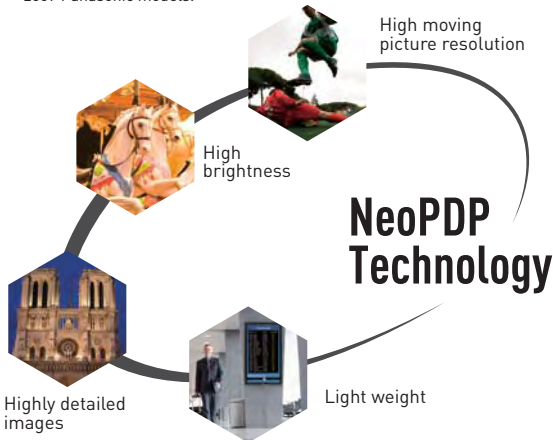 High moving
picture resolution
High
brightness
NeoPDP
Technology
Highly detailed
images
Light weight